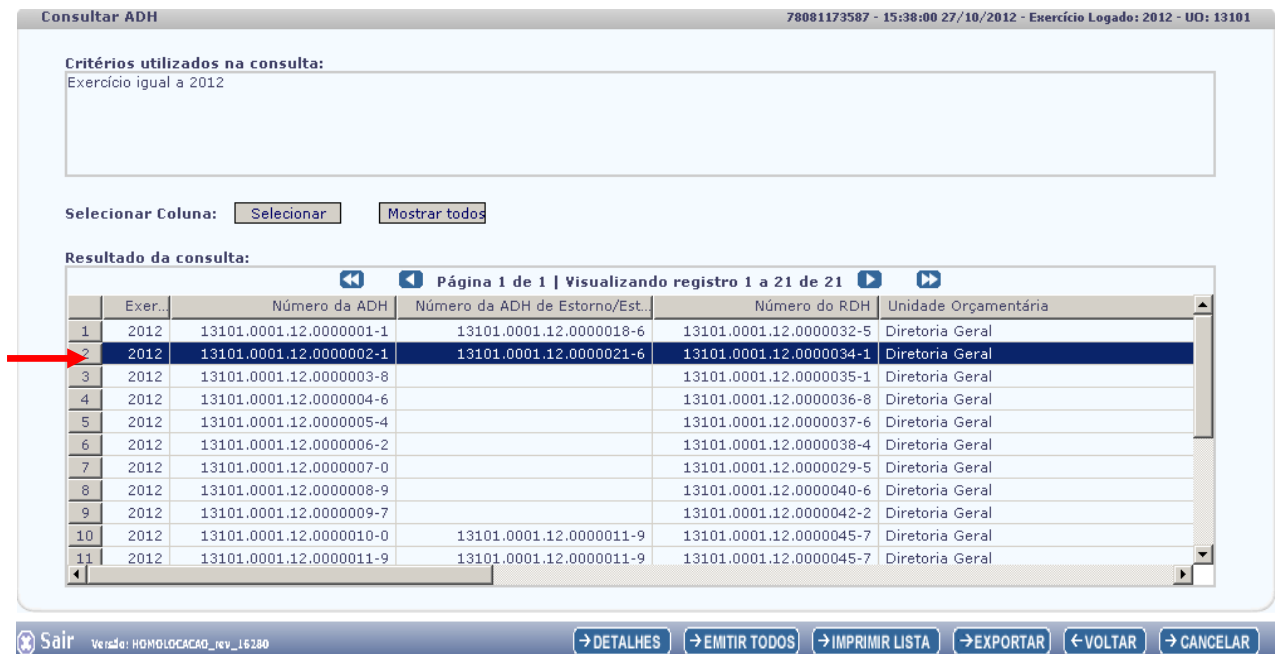 Consultar ADH 78081173587 - 15:38:00 27/10/2012 - Exercício Logado: 2012 - UO: 13101
Critérios utilizados na consulta:
Exercício igual a 2012
Selecionar Coluna: Selecionar Mostrar todos
Resultado da consulta:
Página 1 de 1 | Visualizando registro 1 a 21 de 21
Exer... Número da ADH Número da ADH de Estorno/Est... Número do RDH Unidade Orçamentária
1 2012 13101.0001.12.0000001-1 13101.0001.12.0000018-6 13101.0001.12.0000032-5 Diretoria Geral
2 2012 13101.0001.12.0000002-1 13101.0001.12.0000021-6 13101.0001.12.0000034-1 Diretoria Geral
3 2012 13101.0001.12.0000003-8 13101.0001.12.0000035-1 Diretoria Geral
4 2012 13101.0001.12.0000004-6 13101.0001.12.0000036-8 Diretoria Geral
5 2012 13101.0001.12.0000005-4 13101.0001.12.0000037-6 Diretoria Geral
6 2012 13101.0001.12.0000006-2 13101.0001.12.0000038-4 Diretoria Geral
7 2012 13101.0001.12.0000007-0 13101.0001.12.0000029-5 Diretoria Geral
8 2012 13101.0001.12.0000008-9 13101.0001.12.0000040-6 Diretoria Geral
9 2012 13101.0001.12.0000009-7 13101.0001.12.0000042-2 Diretoria Geral
10 2012 13101.0001.12.0000010-0 13101.0001.12.0000011-9 13101.0001.12.0000045-7 Diretoria Geral
11 2012 13101.0001.12.0000011-9 13101.0001.12.0000011-9 13101.0001.12.0000045-7 Diretoria Geral
Sair Versão: HOMOLOCACAO_rev_16280 DETALHES EMITIR TODOS IMPRIMIR LISTA EXPORTAR VOLTAR CANCELAR